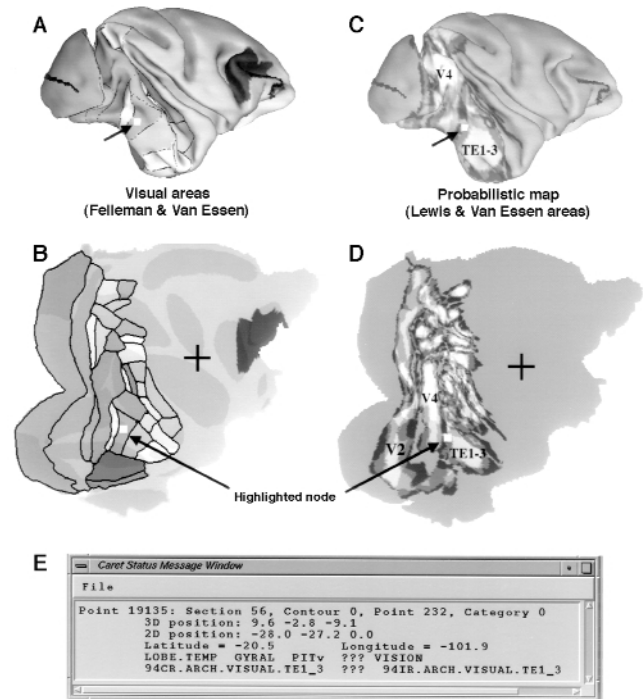 A
C
V4
TE1-3
Visual areas
(Felleman & Van Essen)
Probabilistic map
(Lewis & Van Essen areas)
B
D
V4
V2
TE1-3
Highlighted node
E
Caret Status Message Window
File
Point 19135: Section 56, Contour 0, Point 232, Category 0
3D position: 9.6 -2.8 -9.1
2D position: -28.0 -27.2 0.0
Latitude = -20.5 Longitude = -101.9
LOBE.TEMP GYRAL PITv ??? VISION
94CR.ARCH.VISUAL.TE1_3 ??? 94IR.ARCH.VISUAL.TE1_3